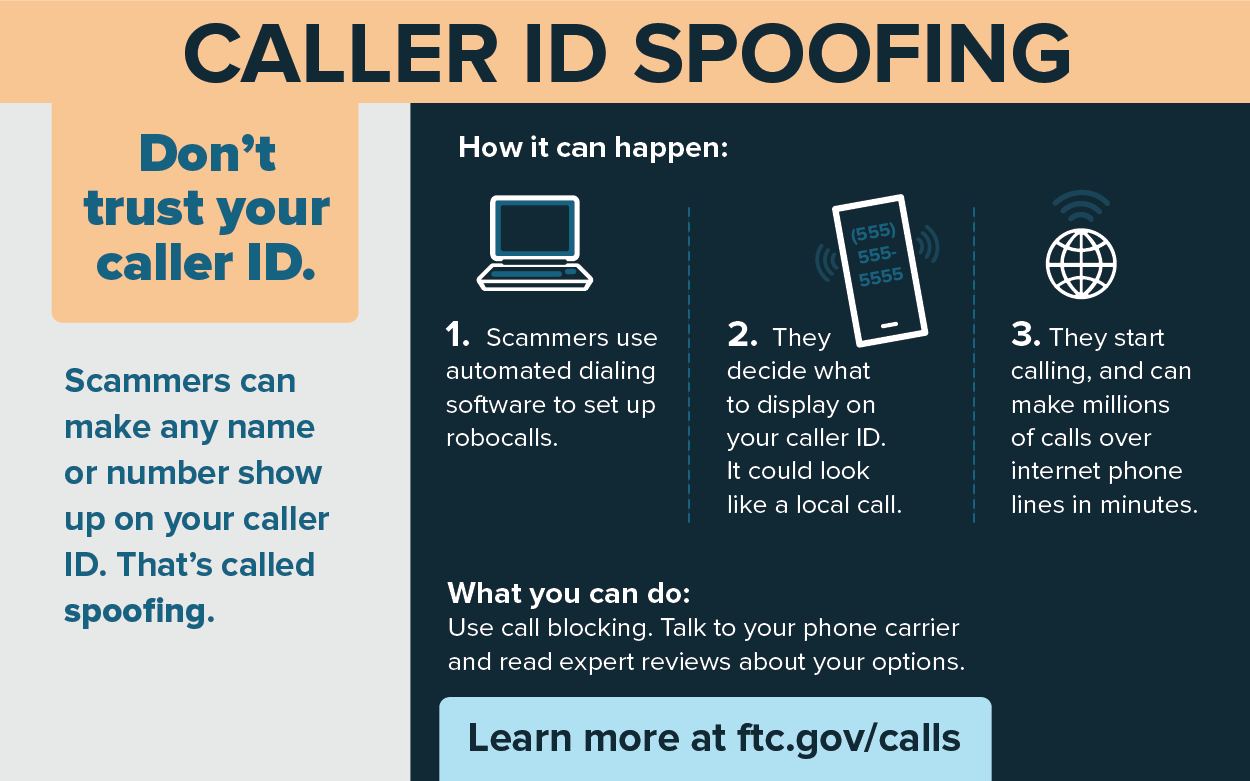 CALLER ID SPOOFING
Don’t
trust your
caller ID.
Scammers can
make any name
or number show
up on your caller
ID. That’s called
spoofing.
How it can happen:
1. Scammers use
automated dialing
software to set up
robocalls.
(555)
555-
5555
2. They
decide what
to display on
your caller ID.
It could look
like a local call.
3. They start
calling, and can
make millions
of calls over
internet phone
lines in minutes.
What you can do:
Use call blocking. Talk to your phone carrier
and read expert reviews about your options.
Learn more at ftc.gov/calls